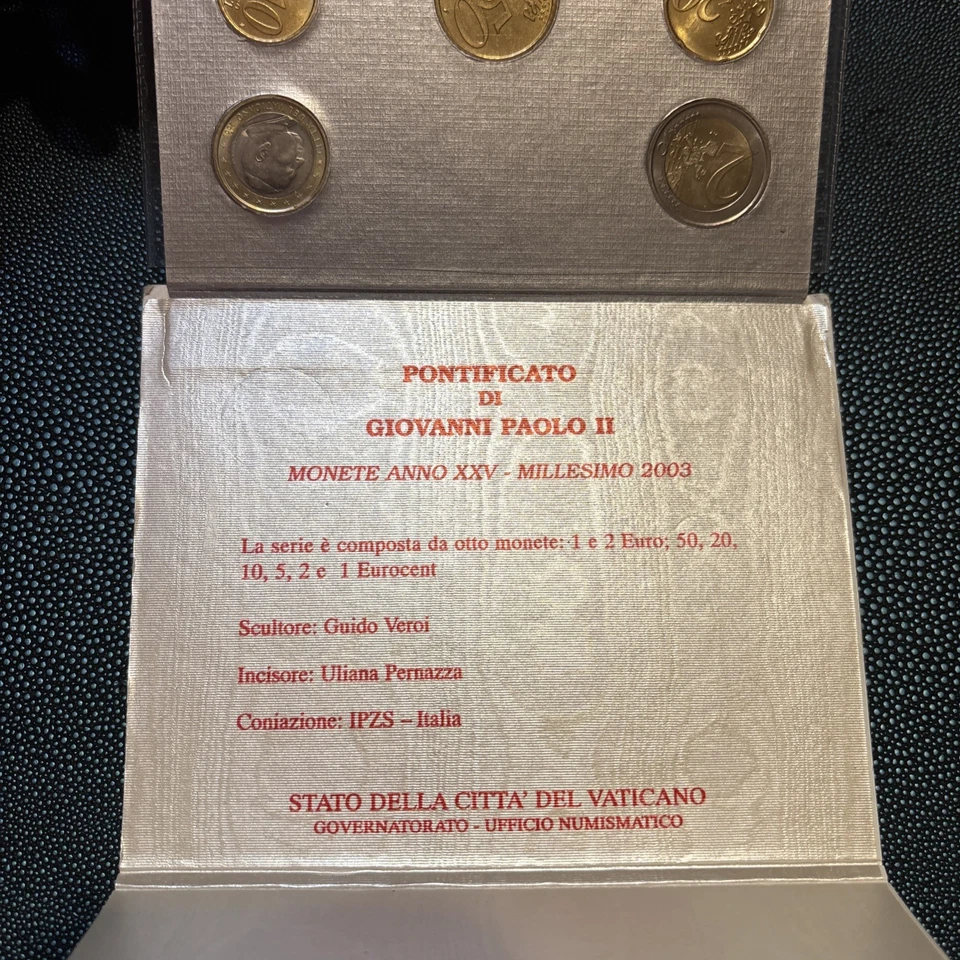 PONTIFICATO
DI
GIOVANNI PAOLO II
MONETE ANNO XXV - MILLESIMO 2003
La serie è composta da otto monete: 1 e 2 Euro; 50, 20,
10, 5, 2 e 1 Eurocent
Scultore: Guido Veroi
Incisore: Uliana Pernazza
Coniazione: IPZS – Italia
STATO DELLA CITTA' DEL VATICANO
GOVERNATORATO - UFFICIO NUMISMATICO